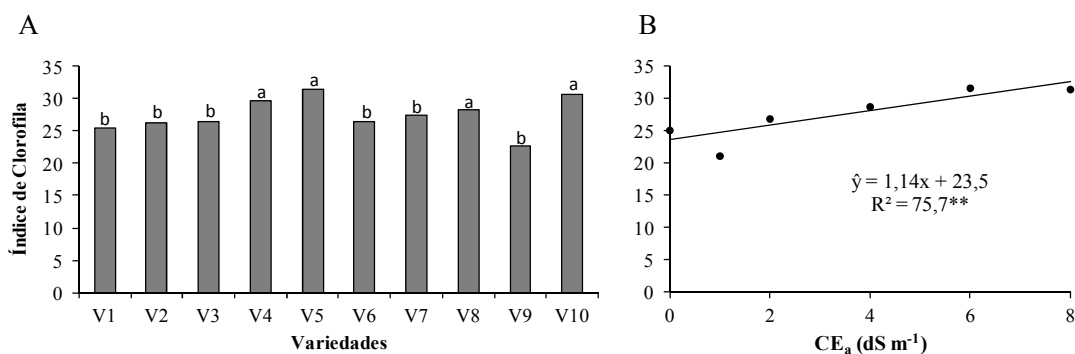 A
Índice de Clorofila
35
30
25
20
15
10
5
0
b
b
b
a
a
b
b
a
b
a
V1
V2
V3
V4
V5
V6
V7
V8
V9
V10
Variedades
B
35
30
25
20
15
10
5
0
ŷ = 1,14x + 23,5
R² = 75,7**
0
2
4
6
8
CEₐ (dS m⁻¹)